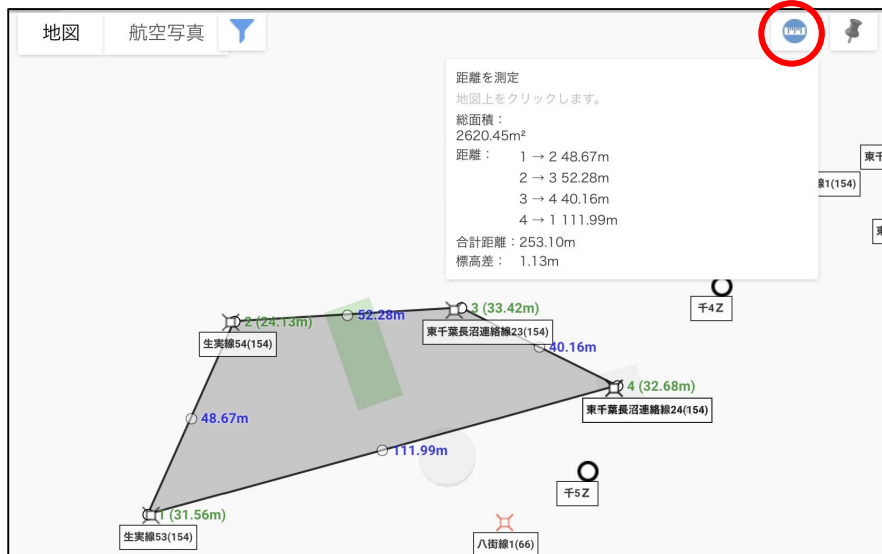 地図 航空写真
距離を測定
地図上をクリックします。
総面積：
2620.45m²
距離： 1 → 2 48.67m
2 → 3 52.28m
3 → 4 40.16m
4 → 1 111.99m
合計距離：253.10m
標高差： 1.13m
東千
線1(154)
千4Z
2 (24.13m)
52.28m
3 (33.42m)
生実線54(154)
東千葉長沼連絡線23(154)
40.16m
4 (32.68m)
東千葉長沼連絡線24(154)
48.67m
111.99m
千5Z
1 (31.56m)
生実線53(154)
八街線1(66)